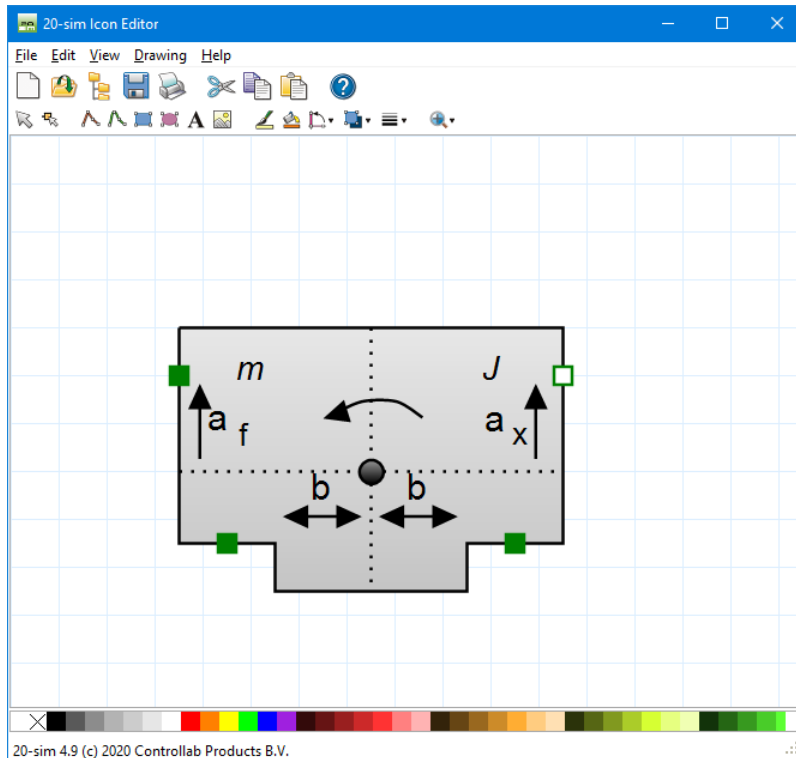 20-sim Icon Editor
File Edit View Drawing Help
A
m J
a f a x
b b
20-sim 4.9 (c) 2020 Controllab Products B.V.